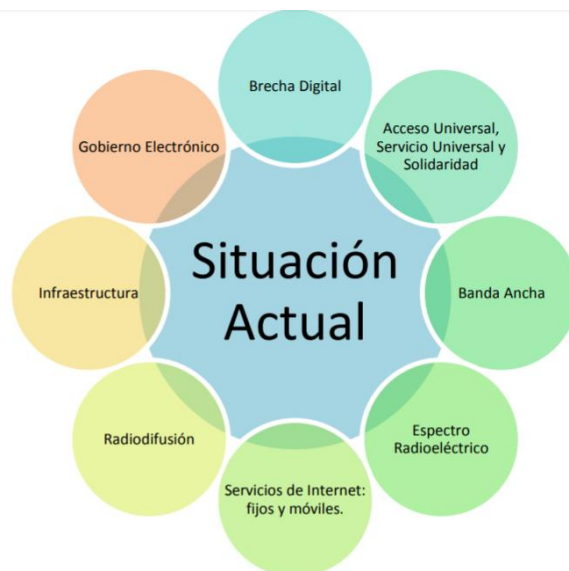 Brecha Digital
Acceso Universal,
Servicio Universal y
Solidaridad
Banda Ancha
Espectro
Radioeléctrico
Servicios de Internet:
fijos y móviles.
Radiodifusión
Infraestructura
Gobierno Electrónico
Situación
Actual